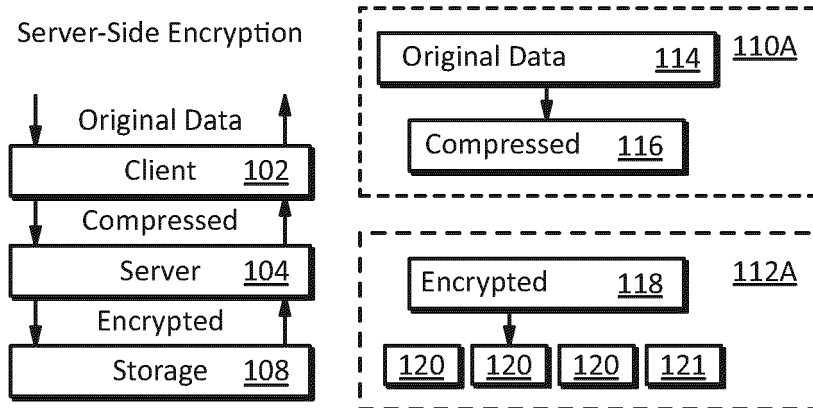 Server-Side Encryption
Original Data
Client 102
Compressed
Server 104
Encrypted
Storage 108
110A
Original Data 114
Compressed 116
112A
Encrypted 118
120 120 120 121